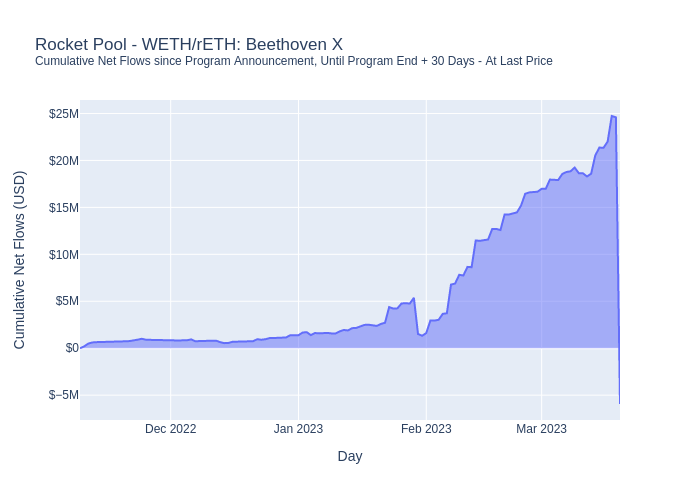 Rocket Pool - WETH/rETH: Beethoven X
Cumulative Net Flows since Program Announcement, Until Program End + 30 Days - At Last Price
$25M
$20M
$15M
$10M
$5M
$0
$−5M
Cumulative Net Flows (USD)
Dec 2022
Jan 2023
Feb 2023
Mar 2023
Day